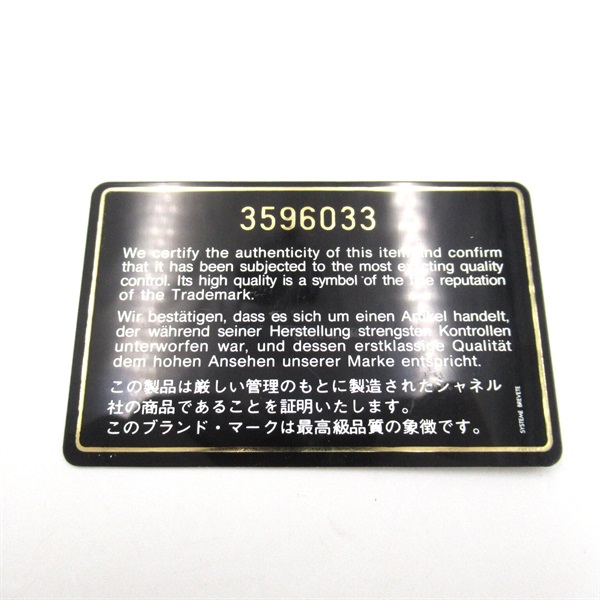 3596033
We certify the authenticity of this item and confirm
that it has been subjected to the most exacting quality
control. Its high quality is a symbol of the fine reputation
of the Trademark.
Wir bestätigen, dass es sich um einen Artikel handelt,
der während seiner Herstellung strengsten Kontrollen
unterworfen war, und dessen erstklassige Qualität
dem hohen Ansehen unserer Marke entspricht.
この製品は厳しい管理のもとに製造されたシャネル
社の商品であることを証明いたします。
このブランド・マークは最高級品質の象徴です。
SYSTEME BREVETE